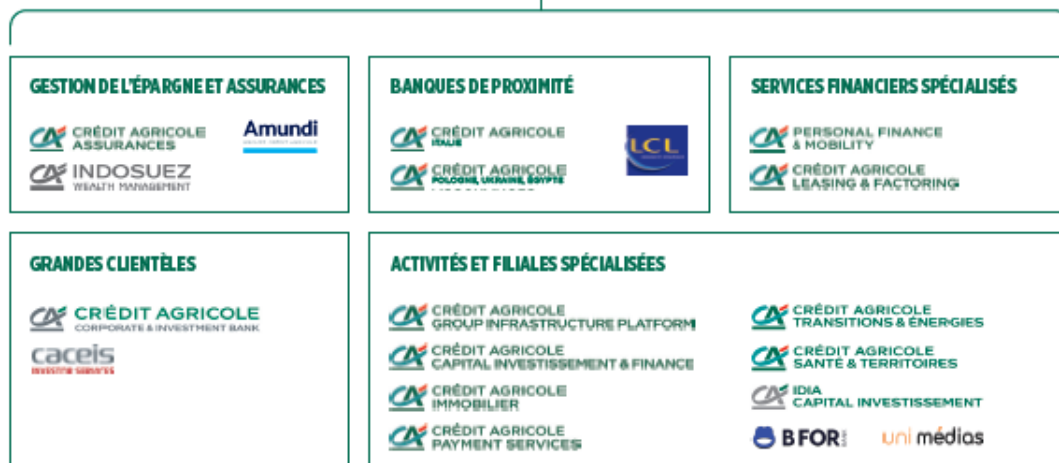 GESTION DE L'ÉPARGNE ET ASSURANCES
CRÉDIT AGRICOLE
ASSURANCES
Amundi
INDOSUEZ
WEALTH MANAGEMENT
BANQUES DE PROXIMITÉ
CRÉDIT AGRICOLE
ITALIE
LCL
CRÉDIT AGRICOLE
POLOGNE, UKRAINE, ÉGYPTE
SERVICES FINANCIERS SPÉCIALISÉS
PERSONAL FINANCE
& MOBILITY
CRÉDIT AGRICOLE
LEASING & FACTORING
GRANDES CLIENTÈLES
CRÉDIT AGRICOLE
CORPORATE & INVESTMENT BANK
caceis
INVESTOR SERVICES
ACTIVITÉS ET FILIALES SPÉCIALISÉES
CRÉDIT AGRICOLE
GROUP INFRASTRUCTURE PLATFORM
CRÉDIT AGRICOLE
CAPITAL INVESTISSEMENT & FINANCE
CRÉDIT AGRICOLE
IMMOBILIER
CRÉDIT AGRICOLE
PAYMENT SERVICES
CRÉDIT AGRICOLE
TRANSITIONS & ÉNERGIES
CRÉDIT AGRICOLE
SANTÉ & TERRITOIRES
IDIA
CAPITAL INVESTISSEMENT
BFOR BANK
uni médias